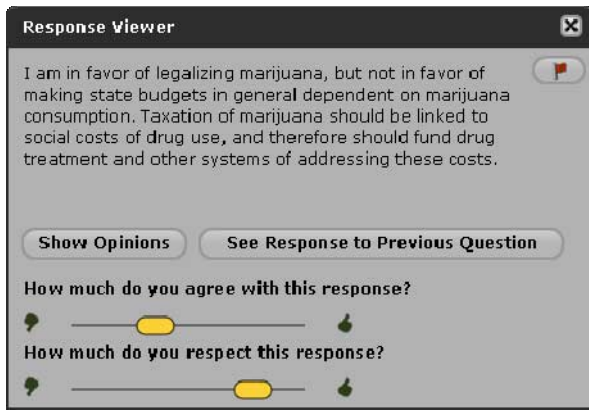 Response Viewer
I am in favor of legalizing marijuana, but not in favor of
making state budgets in general dependent on marijuana
consumption. Taxation of marijuana should be linked to
social costs of drug use, and therefore should fund drug
treatment and other systems of addressing these costs.
Show Opinions
See Response to Previous Question
How much do you agree with this response?
How much do you respect this response?